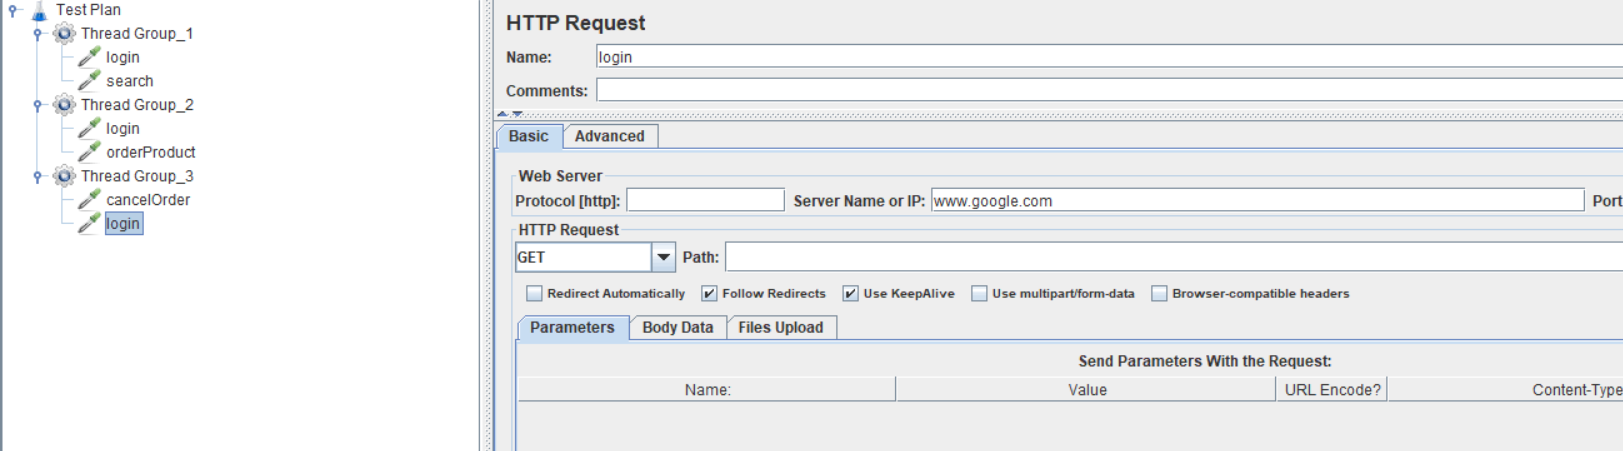 Test Plan
Thread Group_1
login
search
Thread Group_2
login
orderProduct
Thread Group_3
cancelOrder
login
HTTP Request
Name: login
Comments:
Basic Advanced
Web Server
Protocol [http]: Server Name or IP: www.google.com Port
HTTP Request
GET Path:
Redirect Automatically Follow Redirects Use KeepAlive Use multipart/form-data Browser-compatible headers
Parameters Body Data Files Upload
Send Parameters With the Request:
Name: Value URL Encode? Content-Type